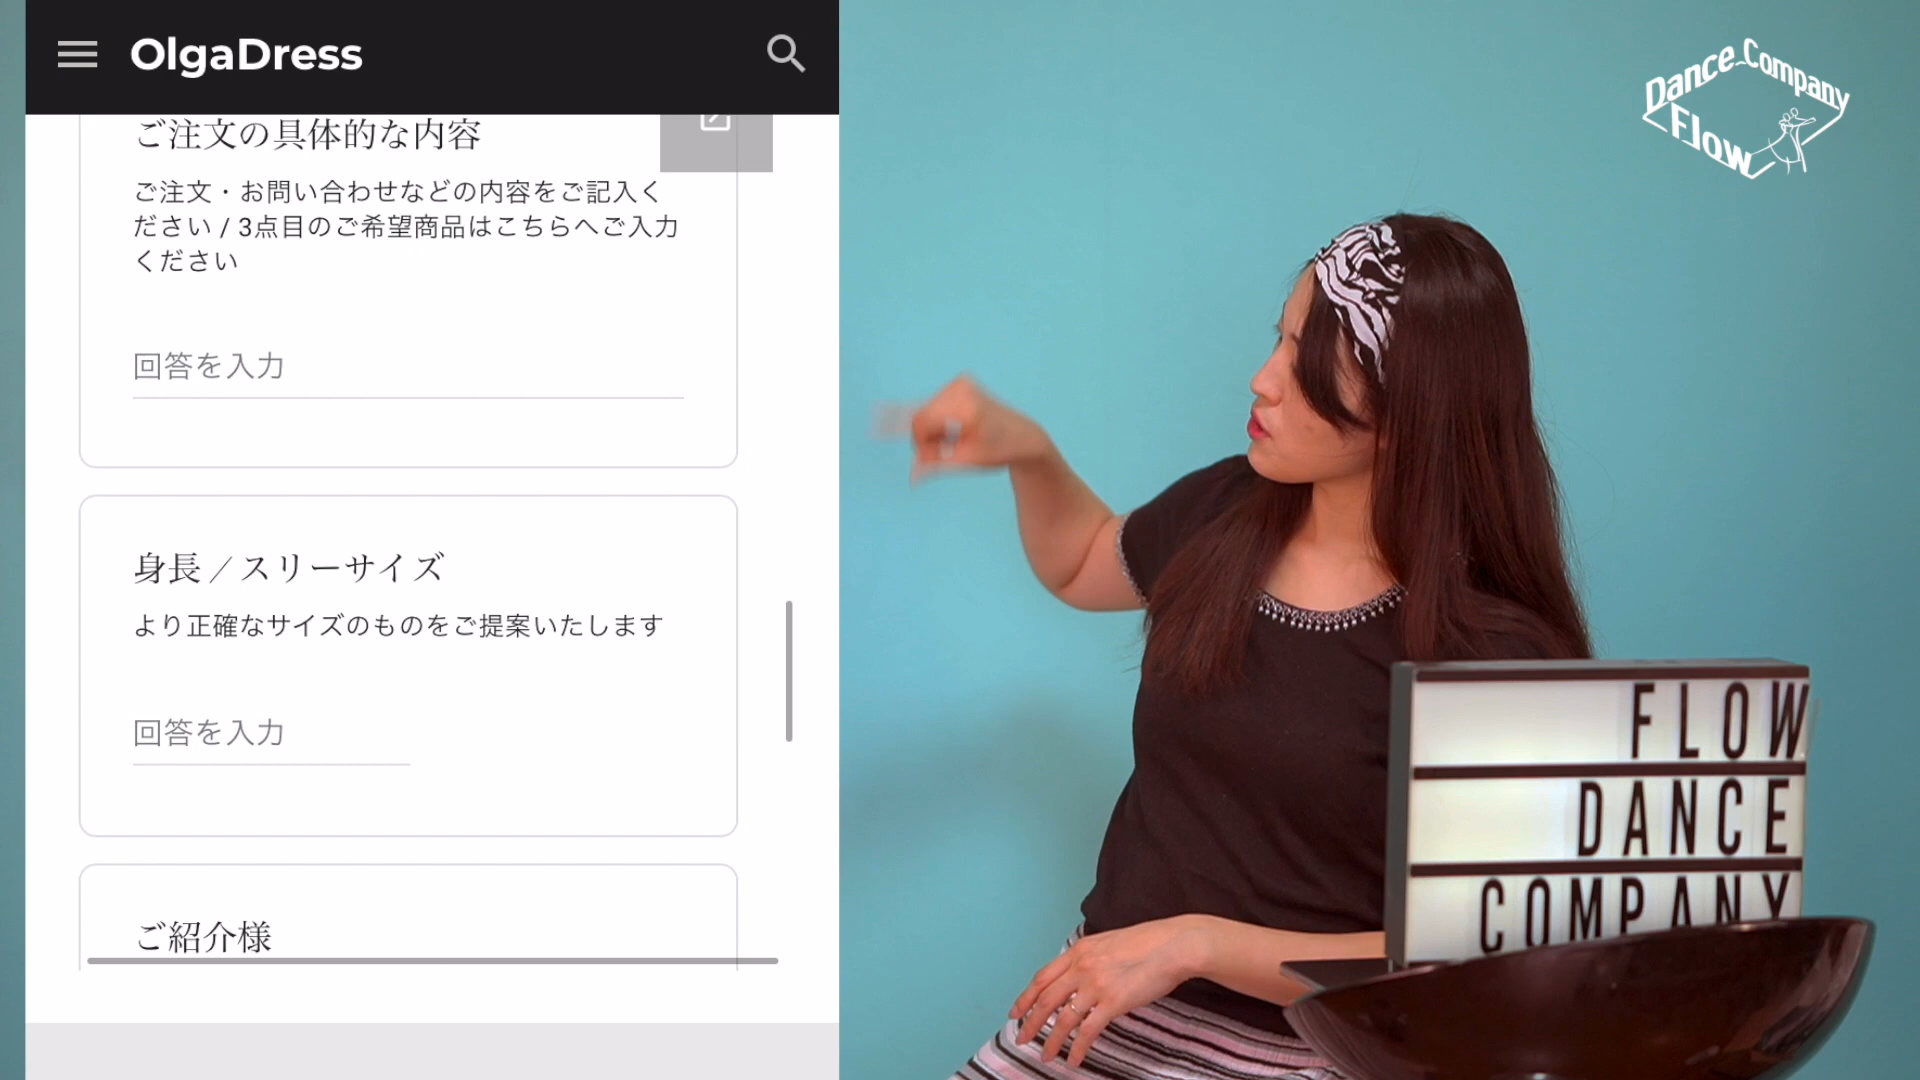 OlgaDress
ご注文の具体的な内容
ご注文・お問い合わせなどの内容をご記入く
ださい / 3点目のご希望商品はこちらへご入力
ください
回答を入力
身長／スリーサイズ
より正確なサイズのものをご提案いたします
回答を入力
ご紹介様
Dance Company
Flow
FLOW
DANCE
COMPANY